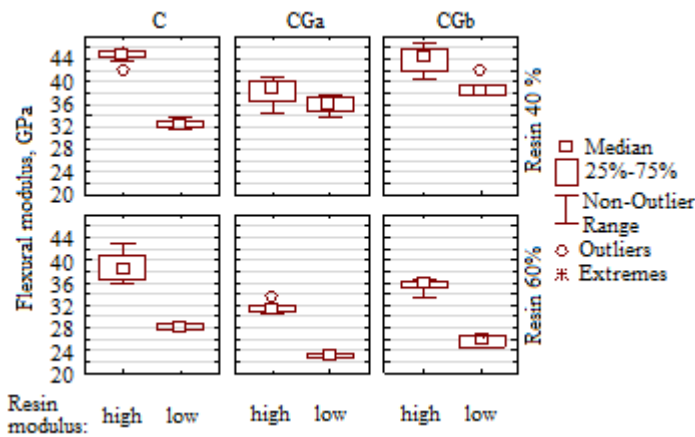 C CGa CGb
Flexural modulus, GPa
44
40
36
32
28
24
20
Resin 40 %
44
40
36
32
28
24
20
Resin 60%
Median
25%-75%
Non-Outlier
Range
Outliers
Extremes
Resin
modulus: high low high low high low